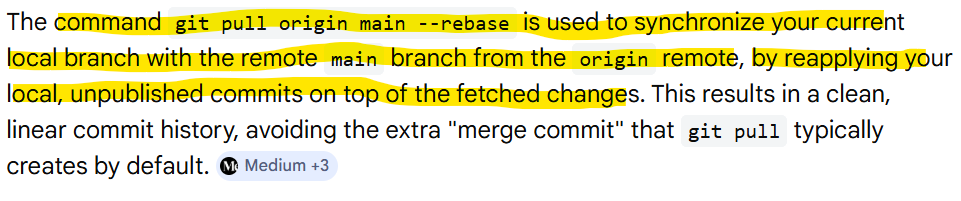 The command git pull origin main --rebase is used to synchronize your current
local branch with the remote main branch from the origin remote, by reapplying your
local, unpublished commits on top of the fetched changes. This results in a clean,
linear commit history, avoiding the extra "merge commit" that git pull typically
creates by default. Medium +3